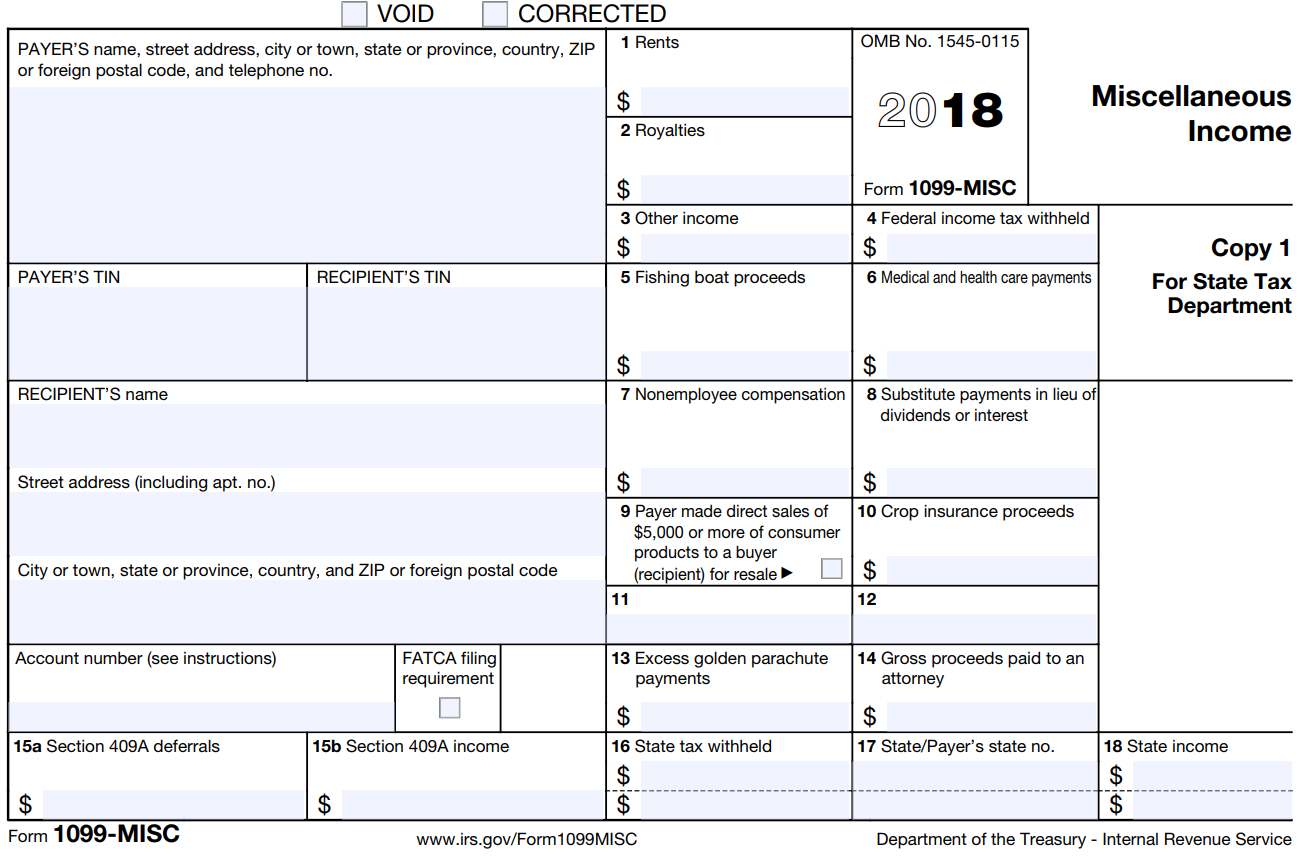 VOID CORRECTED
PAYER'S name, street address, city or town, state or province, country, ZIP
or foreign postal code, and telephone no.
1 Rents
$
2 Royalties
$
OMB No. 1545-0115
2018
Form 1099-MISC
Miscellaneous
Income
3 Other income
$
4 Federal income tax withheld
$
Copy 1
For State Tax
Department
PAYER'S TIN
RECIPIENT'S TIN
5 Fishing boat proceeds
$
6 Medical and health care payments
$
RECIPIENT'S name
7 Nonemployee compensation
$
8 Substitute payments in lieu of
dividends or interest
$
Street address (including apt. no.)
9 Payer made direct sales of
$5,000 or more of consumer
products to a buyer
(recipient) for resale ▶
10 Crop insurance proceeds
$
City or town, state or province, country, and ZIP or foreign postal code
11
12
Account number (see instructions)
FATCA filing
requirement
13 Excess golden parachute
payments
$
14 Gross proceeds paid to an
attorney
$
15a Section 409A deferrals
$
15b Section 409A income
$
16 State tax withheld
$
$
17 State/Payer's state no.
18 State income
$
$
Form 1099-MISC
www.irs.gov/Form1099MISC
Department of the Treasury - Internal Revenue Service